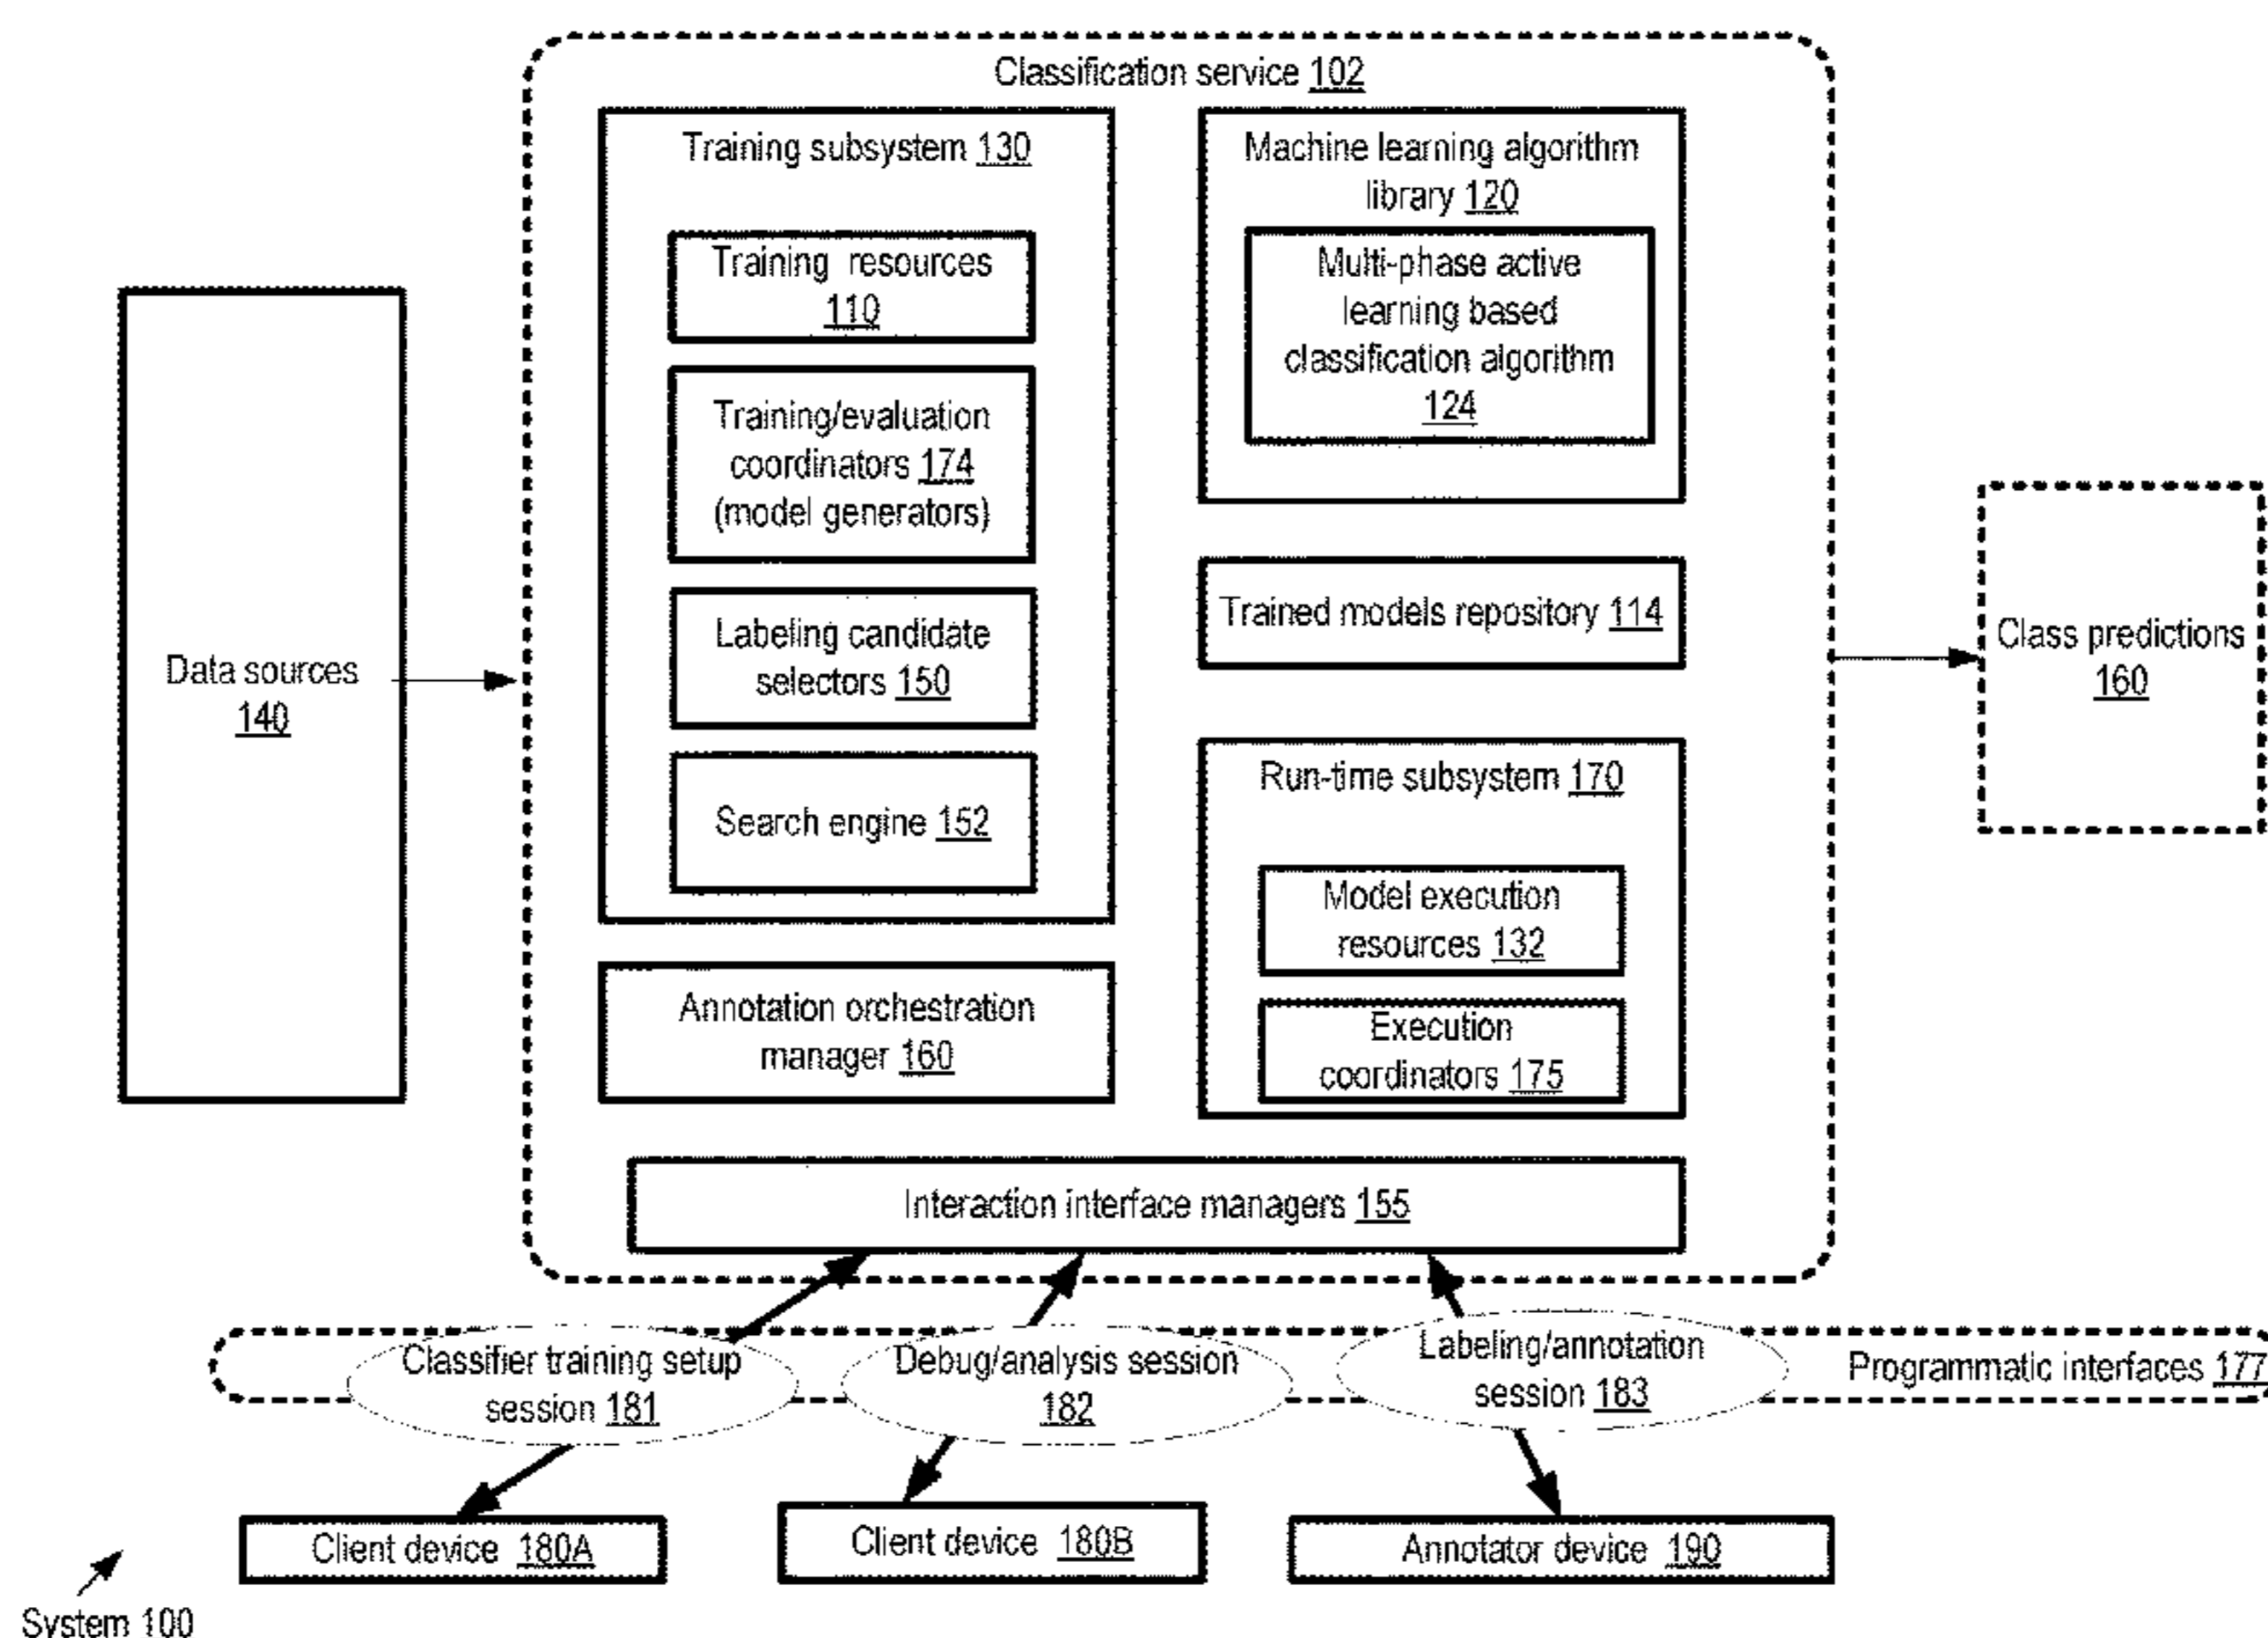 Classification service 102
Training subsystem 130
Training resources
110
Training/evaluation
coordinators 174
(model generators)
Labeling candidate
selectors 150
Search engine 152
Annotation orchestration
manager 160
Machine learning algorithm
library 120
Multi-phase active
learning based
classification algorithm
124
Trained models repository 114
Run-time subsystem 170
Model execution
resources 132
Execution
coordinators 175
Interaction interface managers 155
Data sources
140
Class predictions
160
Classifier training setup
session 181
Debug/analysis session
182
Labeling/annotation
session 183
Programmatic interfaces 177
Client device 180A
Client device 180B
Annotator device 190
System 100